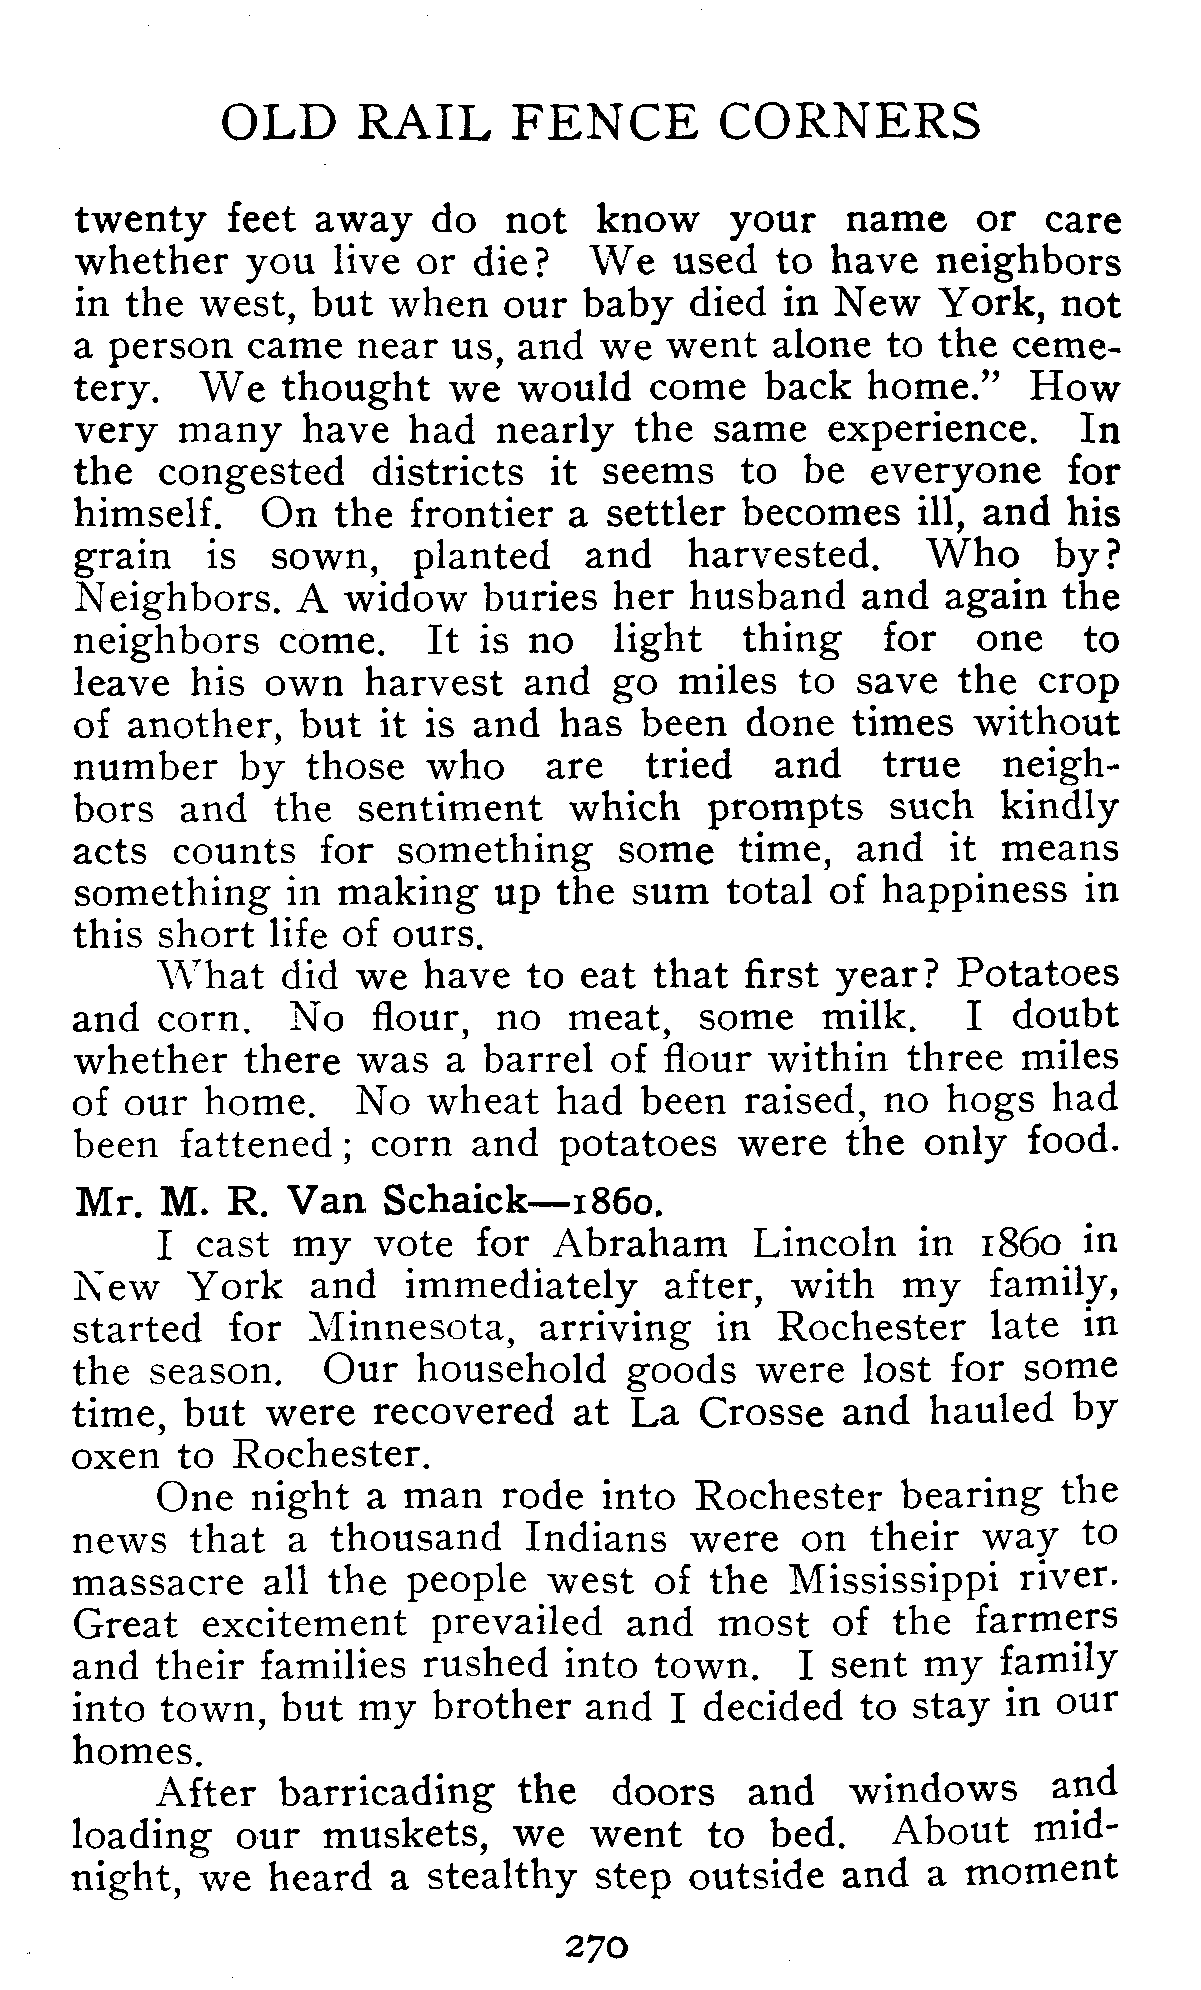 OLD RAIL FENCE CORNERS
twenty feet away do not know your name or care
whether you live or die? We used to have neighbors
in the west, but when our baby died in New York, not
a person came near us, and we went alone to the ceme-
tery. We thought we would come back home." How
very many have had nearly the same experience. In
the congested districts it seems to be everyone for
himself. On the frontier a settler becomes ill, and his
grain is sown, planted and harvested. Who by?
Neighbors. A widow buries her husband and again the
neighbors come. It is no light thing for one to
leave his own harvest and go miles to save the crop
of another, but it is and has been done times without
number by those who are tried and true neigh-
bors and the sentiment which prompts such kindly
acts counts for something some time, and it means
something in making up the sum total of happiness in
this short life of ours.
What did we have to eat that first year? Potatoes
and corn. No flour, no meat, some milk. I doubt
whether there was a barrel of flour within three miles
of our home. No wheat had been raised, no hogs had
been fattened; corn and potatoes were the only food.
Mr. M. R. Van Schaick—1860.
I cast my vote for Abraham Lincoln in 1860 in
New York and immediately after, with my family,
started for Minnesota, arriving in Rochester late in
the season. Our household goods were lost for some
time, but were recovered at La Crosse and hauled by
oxen to Rochester.
One night a man rode into Rochester bearing the
news that a thousand Indians were on their way to
massacre all the people west of the Mississippi river.
Great excitement prevailed and most of the farmers
and their families rushed into town. I sent my family
into town, but my brother and I decided to stay in our
homes.
After barricading the doors and windows and
loading our muskets, we went to bed. About mid-
night, we heard a stealthy step outside and a moment
270